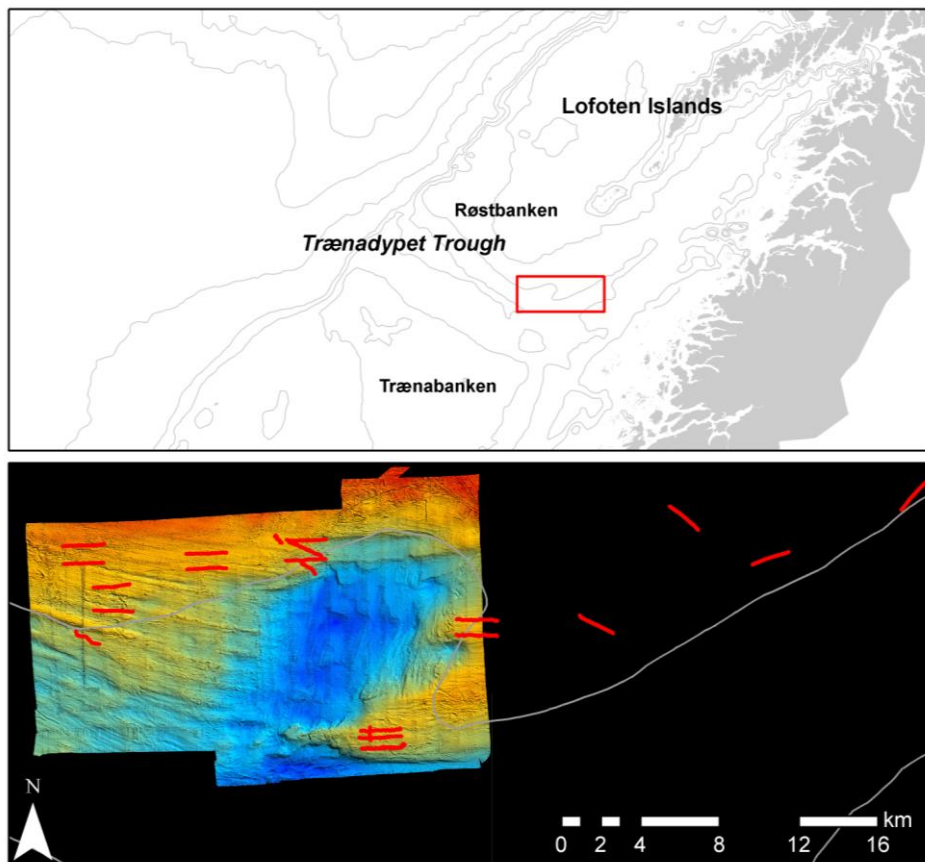 Lofoten Islands
Røstbanken
Trænadypet Trough
Trænabanken
N
km
0 2 4 8 12 16